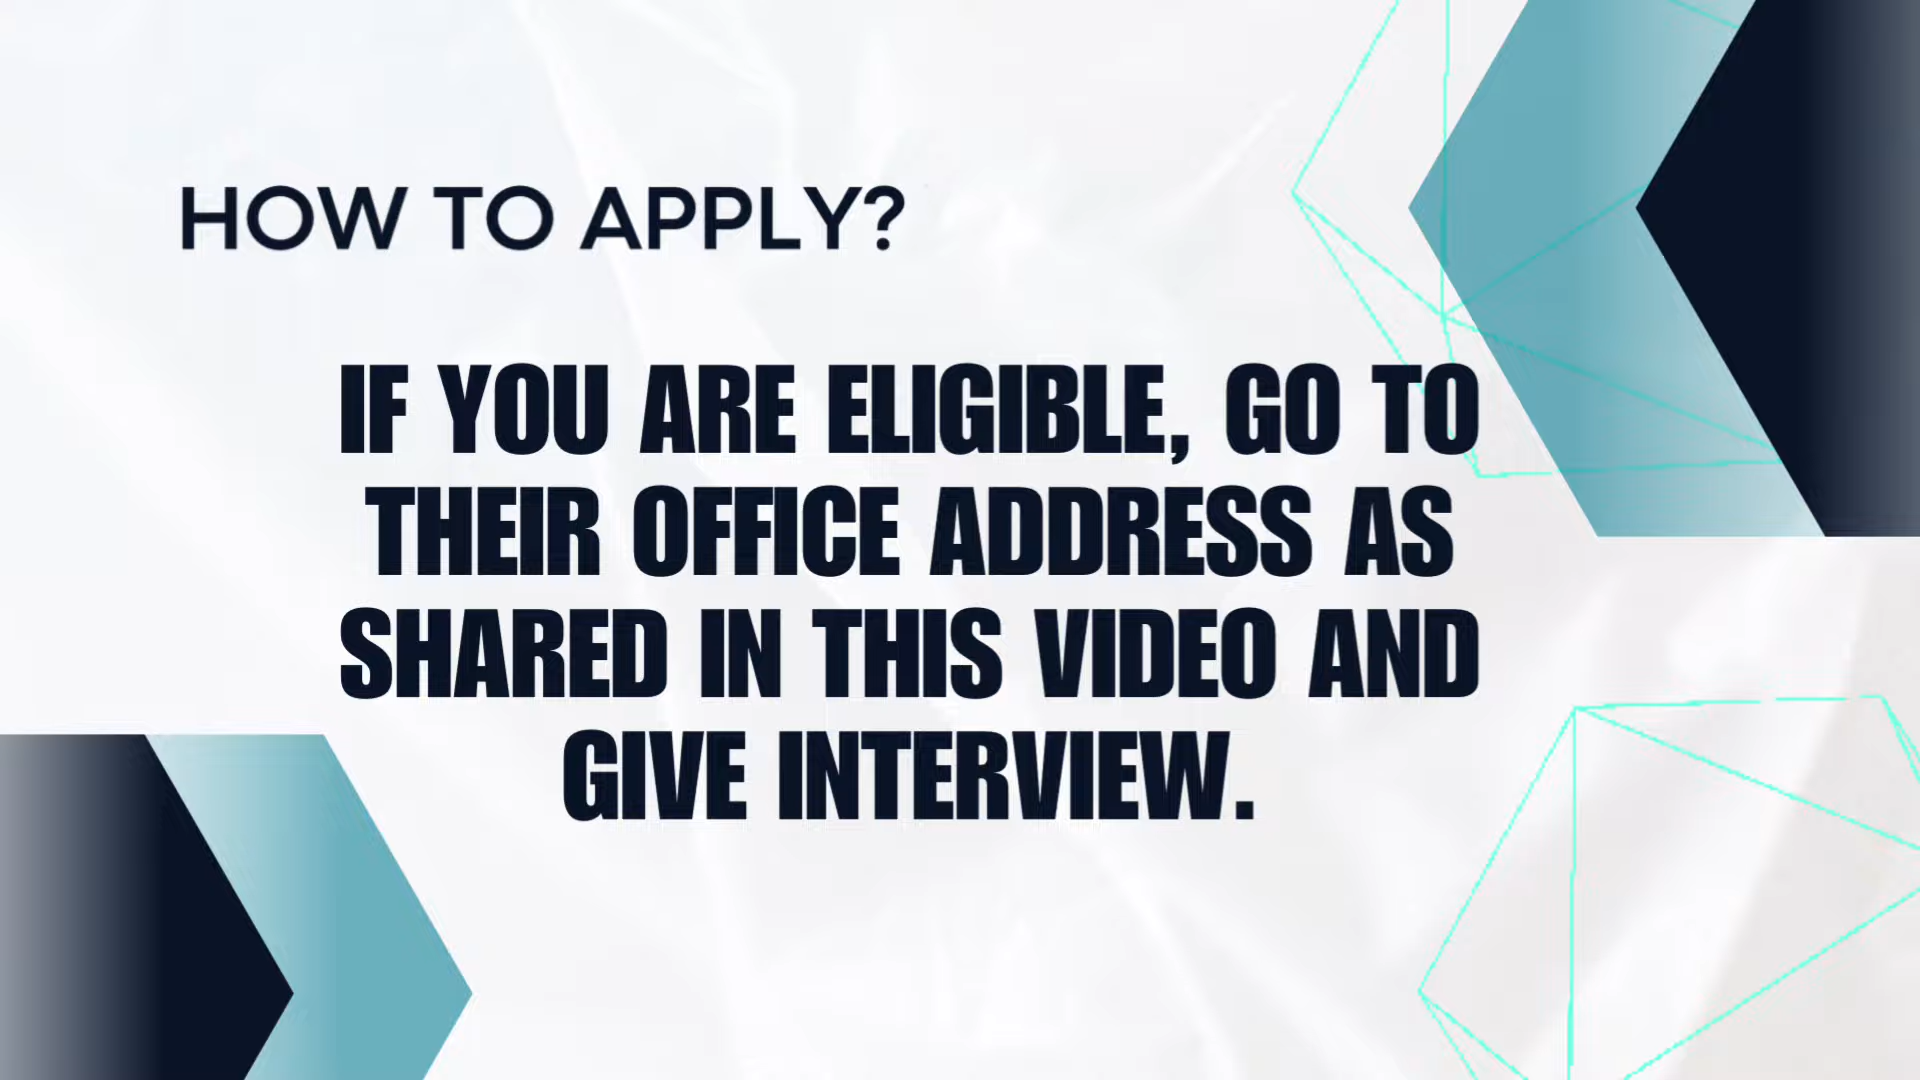 HOW TO APPLY?
IF YOU ARE ELIGIBLE, GO TO
THEIR OFFICE ADDRESS AS
SHARED IN THIS VIDEO AND
GIVE INTERVIEW.